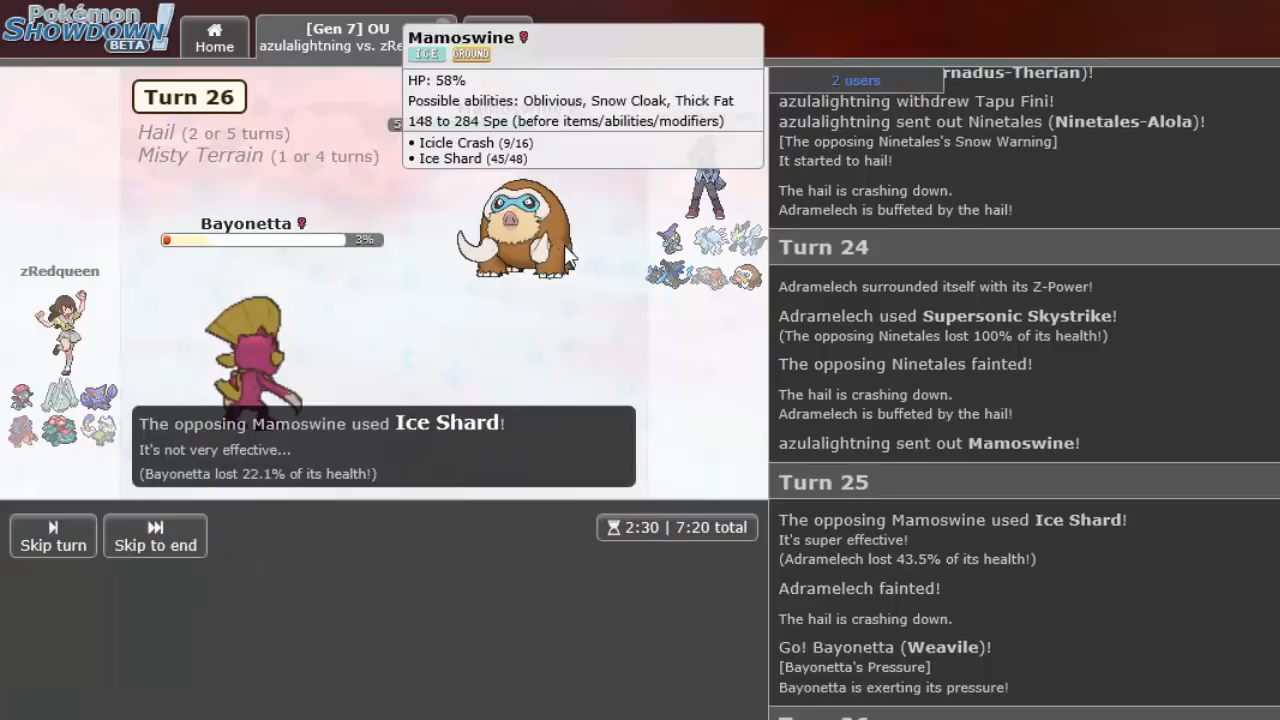 Pokémon
SHOWDOWN!
BETA
Home
[Gen 7] OU
azulalightning vs. zRe
Mamoswine
ICE GROUND
HP: 58%
Possible abilities: Oblivious, Snow Cloak, Thick Fat
148 to 284 Spe (before items/abilities/modifiers)
• Icicle Crash (9/16)
• Ice Shard (45/48)
Turn 26
Hail (2 or 5 turns)
Misty Terrain (1 or 4 turns)
Bayonetta
3%
zRedqueen
The opposing Mamoswine used Ice Shard!
It's not very effective...
(Bayonetta lost 22.1% of its health!)
Skip turn
Skip to end
2:30 | 7:20 total
2 users
rnadus-Therian)!
azulalightning withdrew Tapu Fini!
azulalightning sent out Ninetales (Ninetales-Alola)!
[The opposing Ninetales's Snow Warning]
It started to hail!
The hail is crashing down.
Adramelech is buffeted by the hail!
Turn 24
Adramelech surrounded itself with its Z-Power!
Adramelech used Supersonic Skystrike!
(The opposing Ninetales lost 100% of its health!)
The opposing Ninetales fainted!
The hail is crashing down.
Adramelech is buffeted by the hail!
azulalightning sent out Mamoswine!
Turn 25
The opposing Mamoswine used Ice Shard!
It's super effective!
(Adramelech lost 43.5% of its health!)
Adramelech fainted!
The hail is crashing down.
Go! Bayonetta (Weavile)!
[Bayonetta's Pressure]
Bayonetta is exerting its pressure!